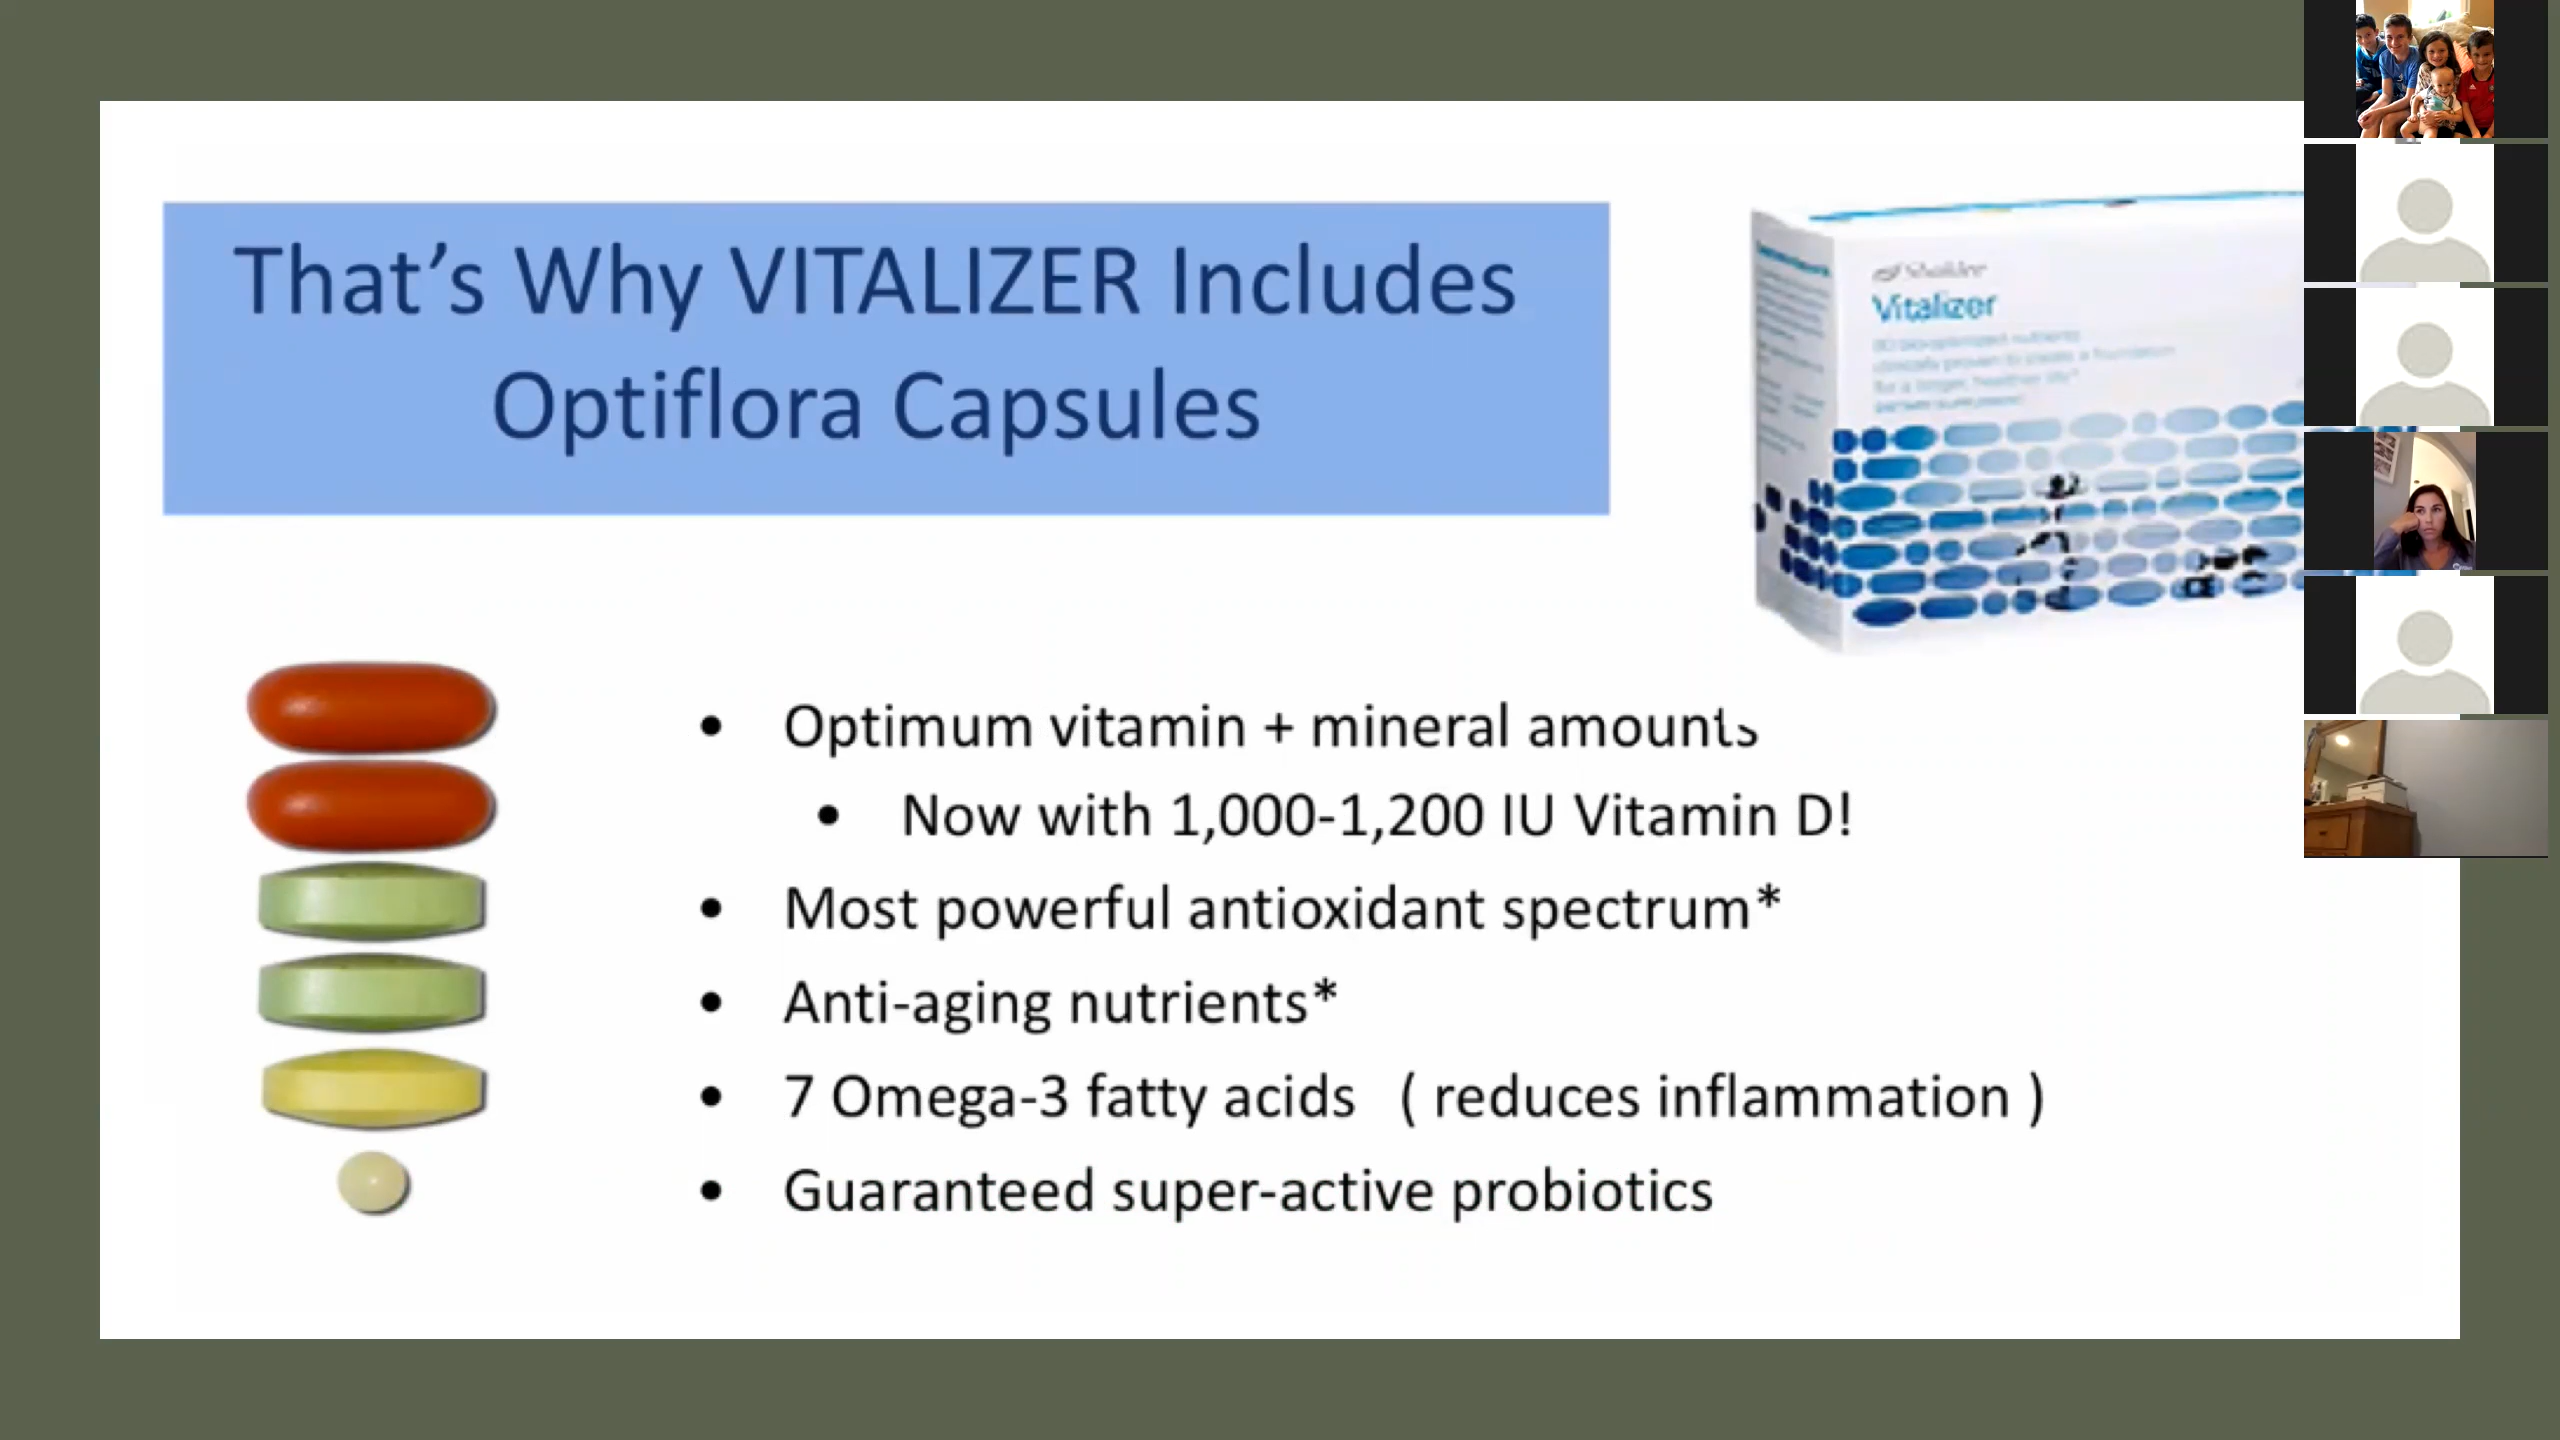 That's Why VITALIZER Includes
Optiflora Capsules
Shaklee
Vitalizer
• Optimum vitamin + mineral amounts
• Now with 1,000-1,200 IU Vitamin D!
• Most powerful antioxidant spectrum*
• Anti-aging nutrients*
• 7 Omega-3 fatty acids ( reduces inflammation )
• Guaranteed super-active probiotics